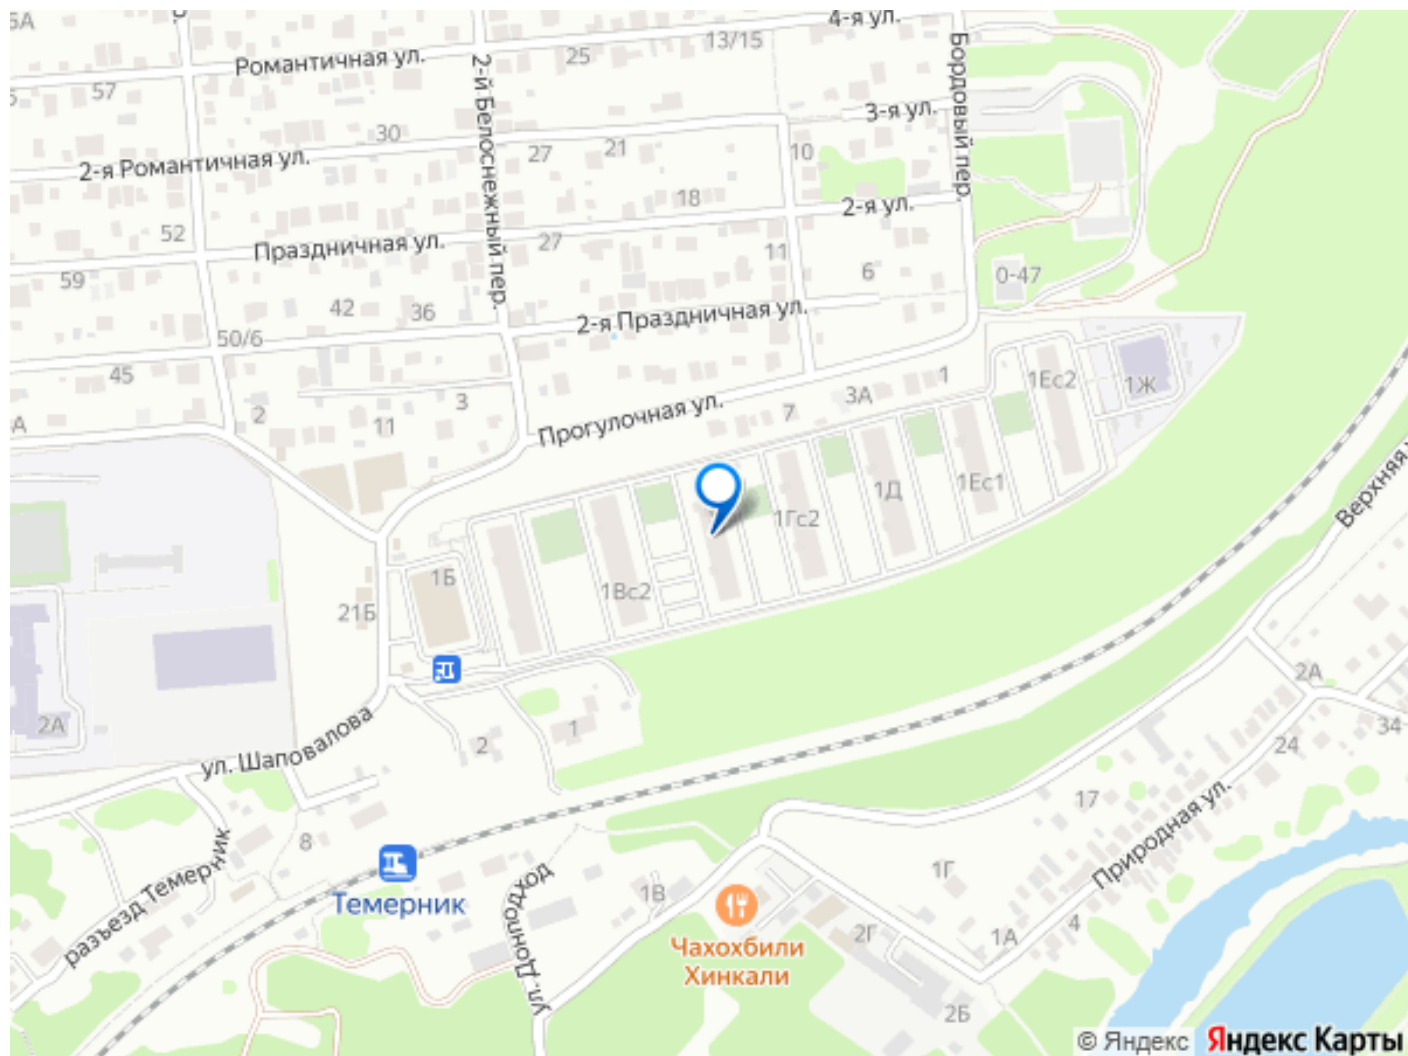 4-я ул.
13/15
Романтичная ул.
25
57
2-й Белоснежный пер.
Бордовый пер.
3-я ул.
30
2-я Романтичная ул.
27
21
10
18
2-я ул.
52
Праздничная ул.
27
11
6
0-47
59
42
36
2-я Праздничная ул.
50/6
45
1Ес2
1Ж
2
3
11
Прогулочная ул.
7
3А
1
1Д
1Ес1
1Гс2
Верхняя
1Б
1Вс2
21Б
2А
2А
ул. Шаповалова
2
1
34
24
17
8
Природная ул.
разъезд Темерник
Темерник
ул. Донподход
1В
1Г
Чахохбили
Хинкали
2Г
1А
4
2Б
© Яндекс
Яндекс Карты